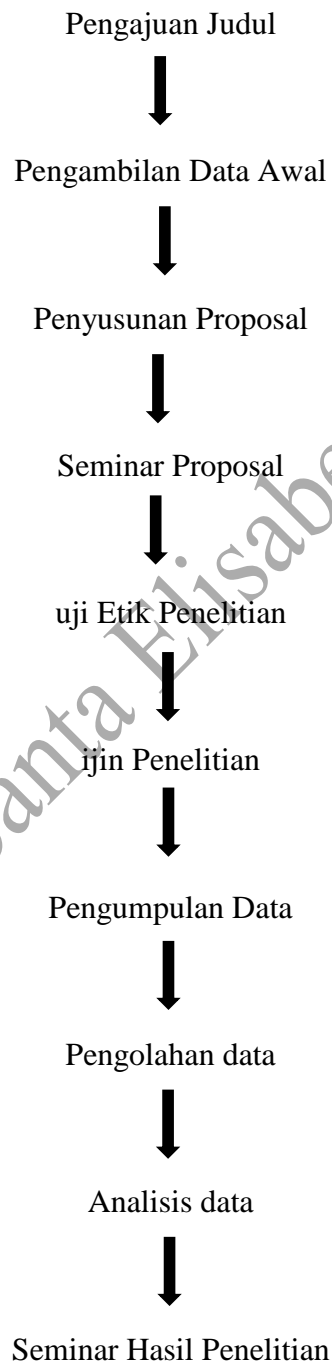 Pengajuan Judul
Pengambilan Data Awal
Penyusunan Proposal
Seminar Proposal
uji Etik Penelitian
ijin Penelitian
Pengumpulan Data
Pengolahan data
Analisis data
Seminar Hasil Penelitian